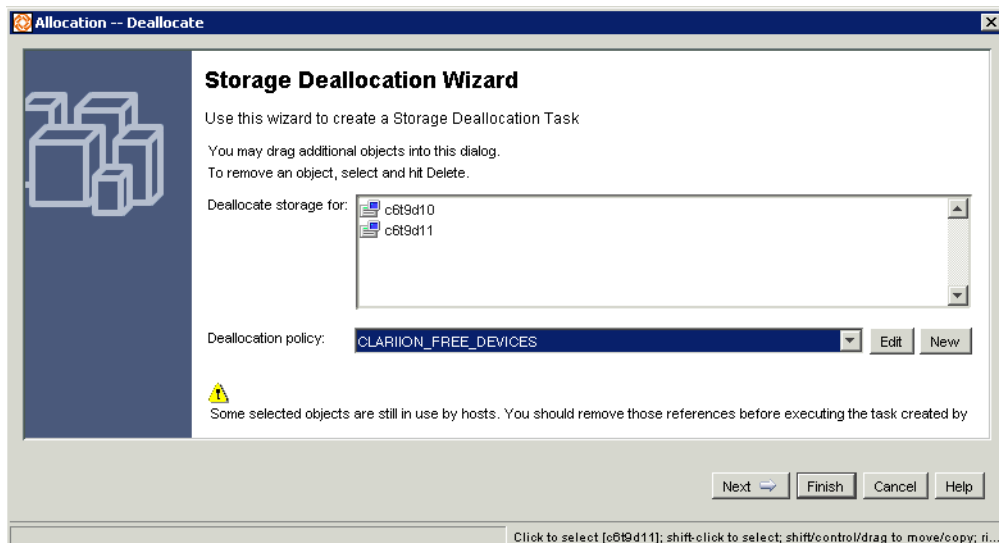 Allocation -- Deallocate
Storage Deallocation Wizard
Use this wizard to create a Storage Deallocation Task
You may drag additional objects into this dialog.
To remove an object, select and hit Delete.
Deallocate storage for:
c6t9d10
c6t9d11
Deallocation policy:
CLARIION_FREE_DEVICES
Edit
New
Some selected objects are still in use by hosts. You should remove those references before executing the task created by
Next
Finish
Cancel
Help
Click to select [c6t9d11]; shift-click to select; shift/control/drag to move/copy; ri...